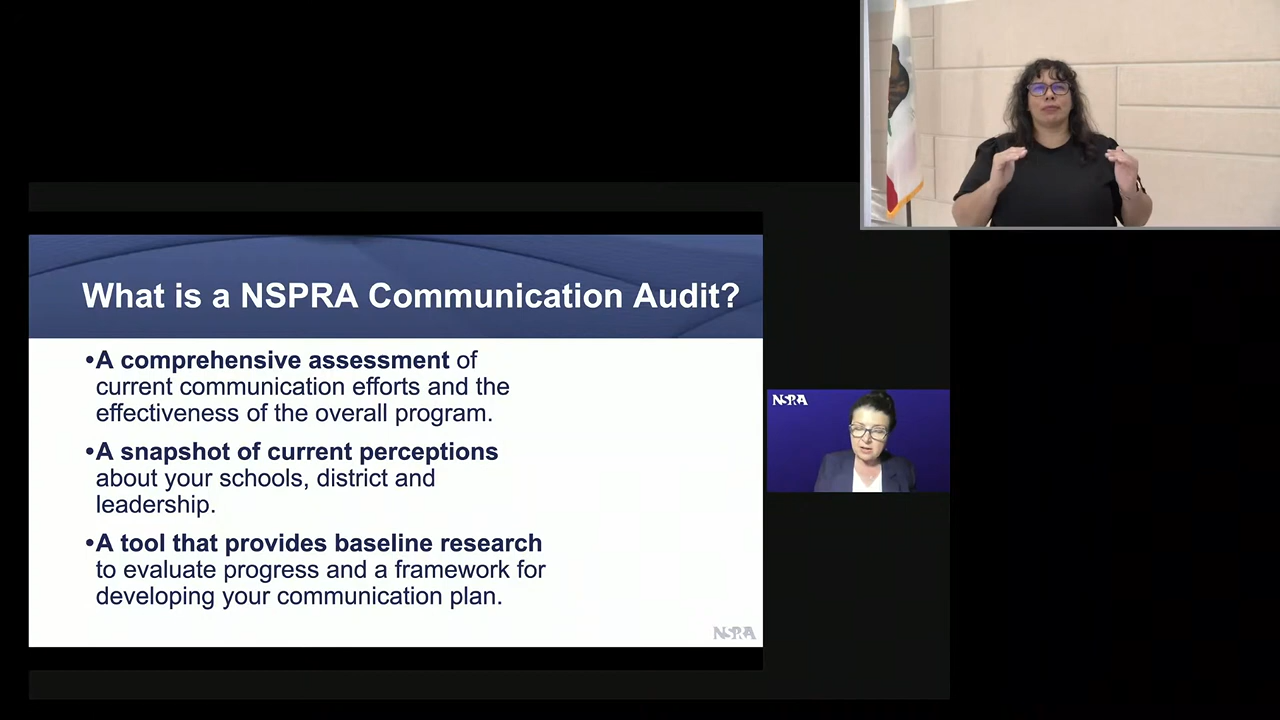 What is a NSPRA Communication Audit?
•A comprehensive assessment of
current communication efforts and the
effectiveness of the overall program.
•A snapshot of current perceptions
about your schools, district and
leadership.
•A tool that provides baseline research
to evaluate progress and a framework for
developing your communication plan.
NSPRA
NSPRA